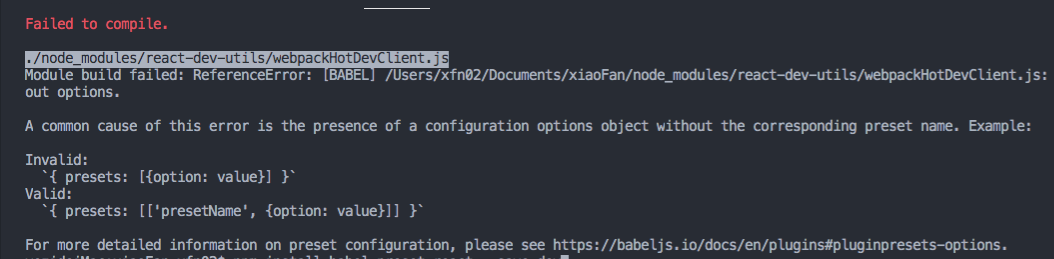 Failed to compile.
./node_modules/react-dev-utils/webpackHotDevClient.js
Module build failed: ReferenceError: [BABEL] /Users/xfn02/Documents/xiaoFan/node_modules/react-dev-utils/webpackHotDevClient.js:
out options.
A common cause of this error is the presence of a configuration options object without the corresponding preset name. Example:
Invalid:
`{ presets: [{option: value}] }`
Valid:
`{ presets: [['presetName', {option: value}]] }`
For more detailed information on preset configuration, please see https://babeljs.io/docs/en/plugins#pluginpresets-options.